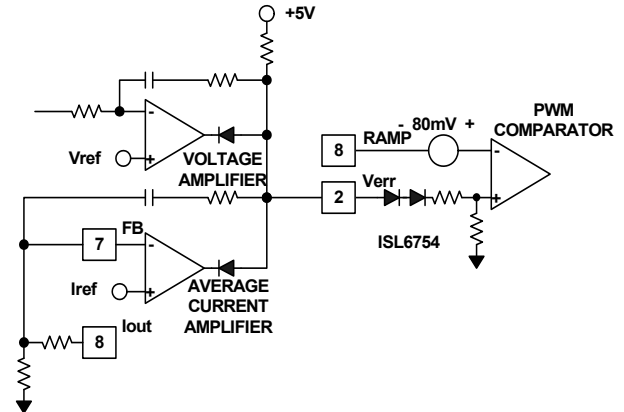 +5V
-
Vref
+
VOLTAGE
AMPLIFIER
8
RAMP
- 80mV +
PWM
COMPARATOR
-
+
2
Verr
ISL6754
7
FB
-
Iref
+
AVERAGE
CURRENT
AMPLIFIER
Iout
8